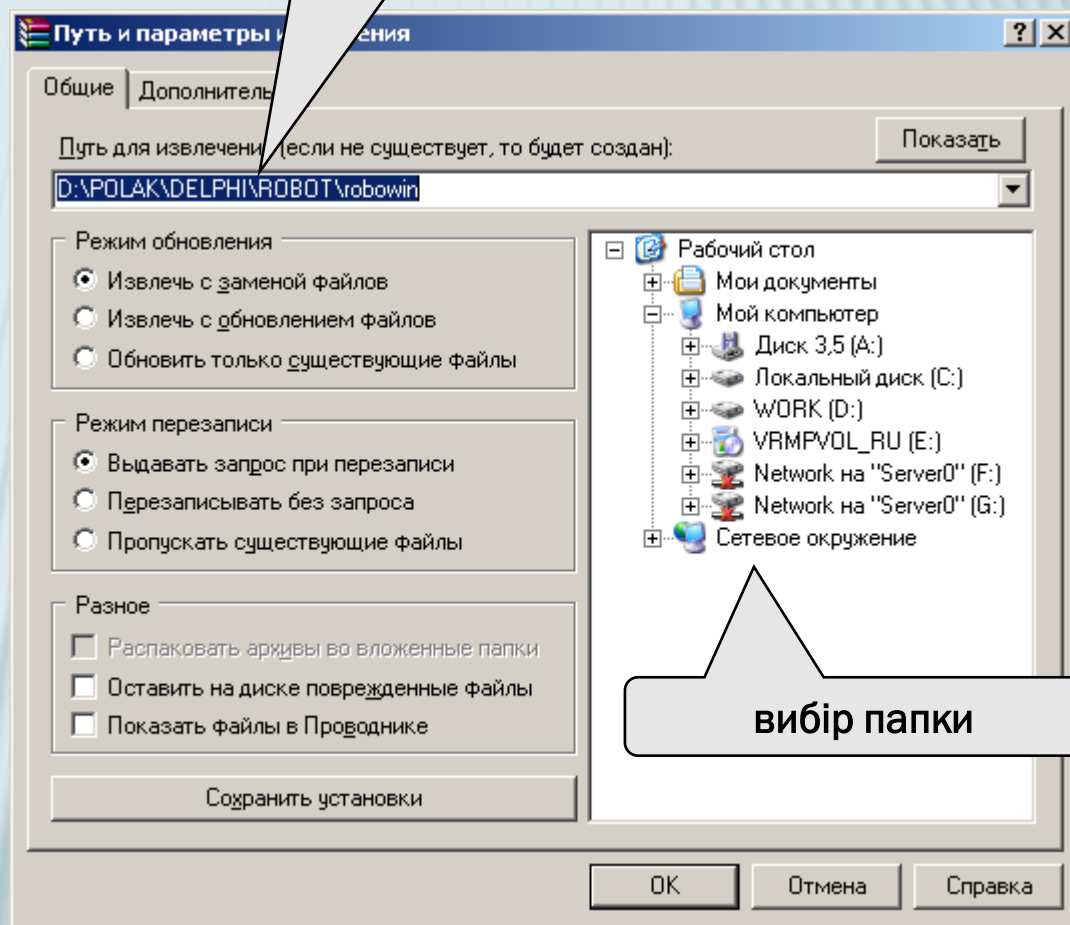 Путь и параметры ения
Общие
Путь для (если не существует, то будет создан):
Показать
D:\POLAK\DELPHI\ROBOT\robowin
Режим обновления
Извлечь с заменой файлов
Извлечь с обновлением файлов
Обновить только существующие файлы
Режим перезаписи
Выдавать запрос при перезаписи
Перезаписывать без запроса
Пропускать существующие файлы
Разное
Распаковать архивы во вложенные папки
Оставить на диске поврежденные файлы
Показать файлы в Проводнике
Сохранить установки
Рабочий стол
Мои документы
Мой компьютер
Диск 3,5 (A:)
Локальный диск (C:)
WORK (D:)
VRMPVOL_RU (E:)
Network на "Server0" (F:)
Network на "Server0" (G:)
Сетевое окружение
вибір папки
OK
Отмена
Справка